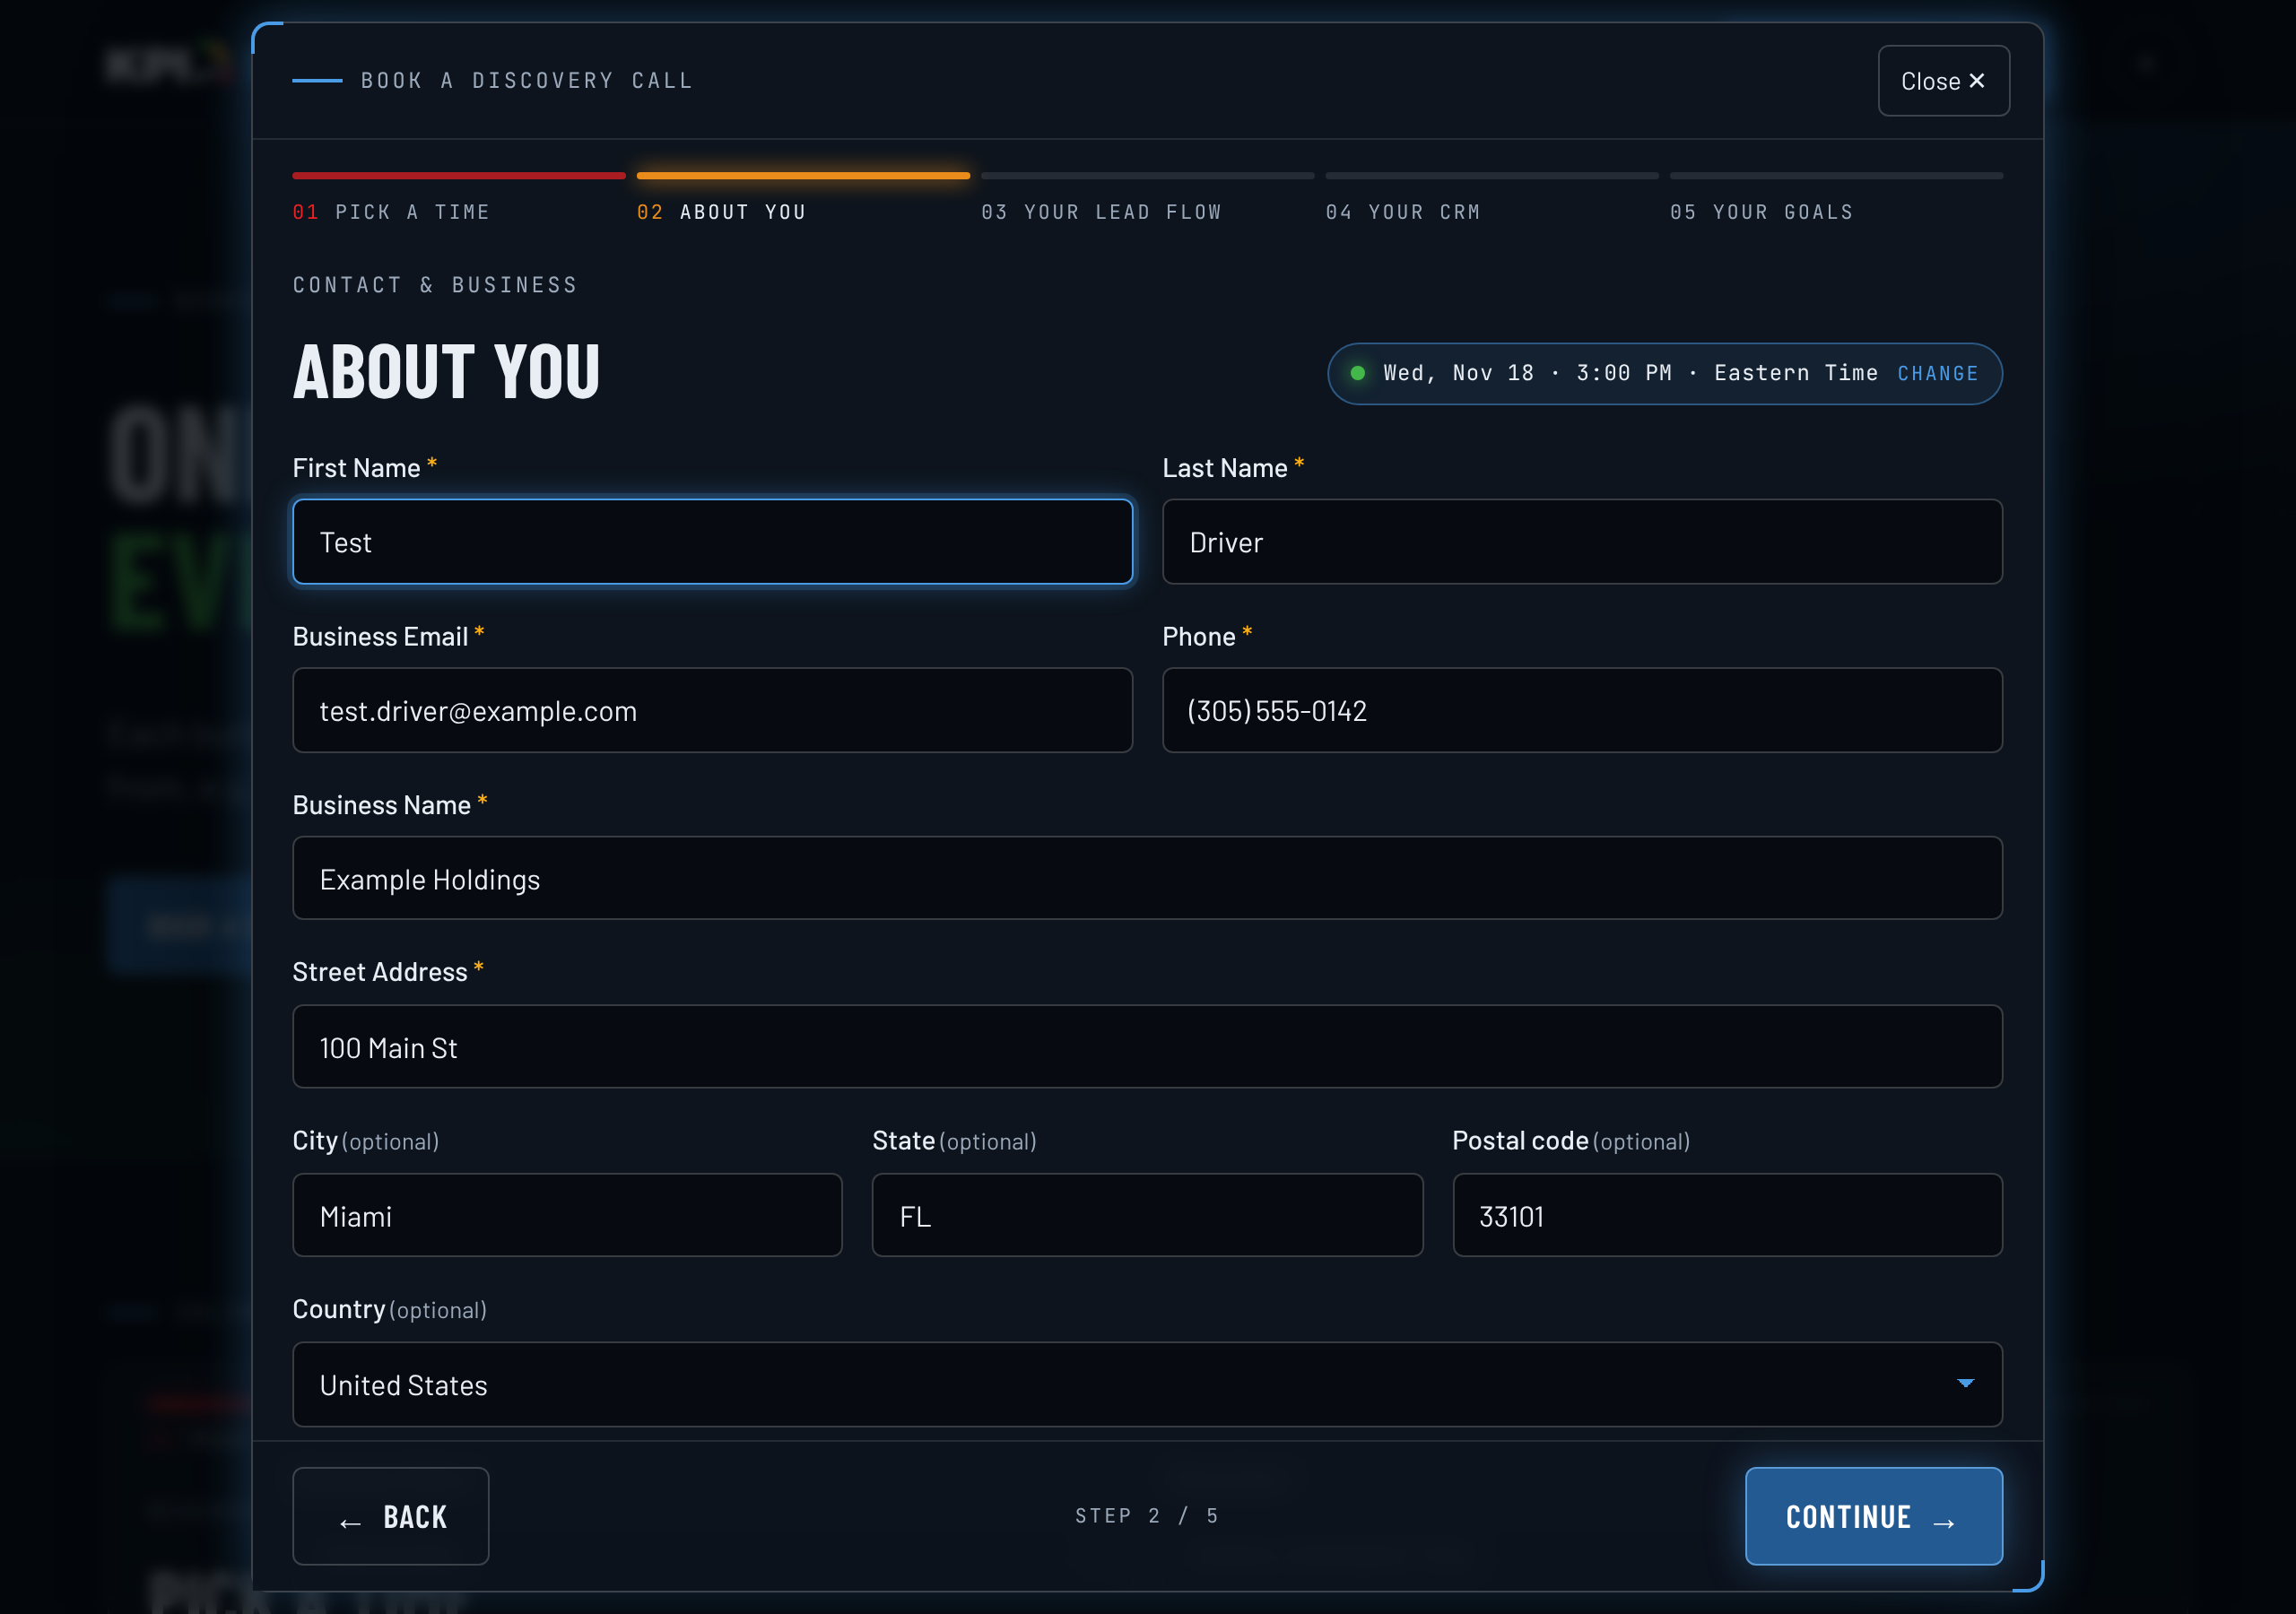 BOOK A DISCOVERY CALL
Close ✕
01 PICK A TIME
02 ABOUT YOU
03 YOUR LEAD FLOW
04 YOUR CRM
05 YOUR GOALS
CONTACT & BUSINESS
ABOUT YOU
Wed, Nov 18 · 3:00 PM · Eastern Time CHANGE
First Name *
Last Name *
Test
Driver
Business Email *
Phone *
test.driver@example.com
(305) 555-0142
Business Name *
Example Holdings
Street Address *
100 Main St
City (optional)
State (optional)
Postal code (optional)
Miami
FL
33101
Country (optional)
United States
← BACK
STEP 2 / 5
CONTINUE →